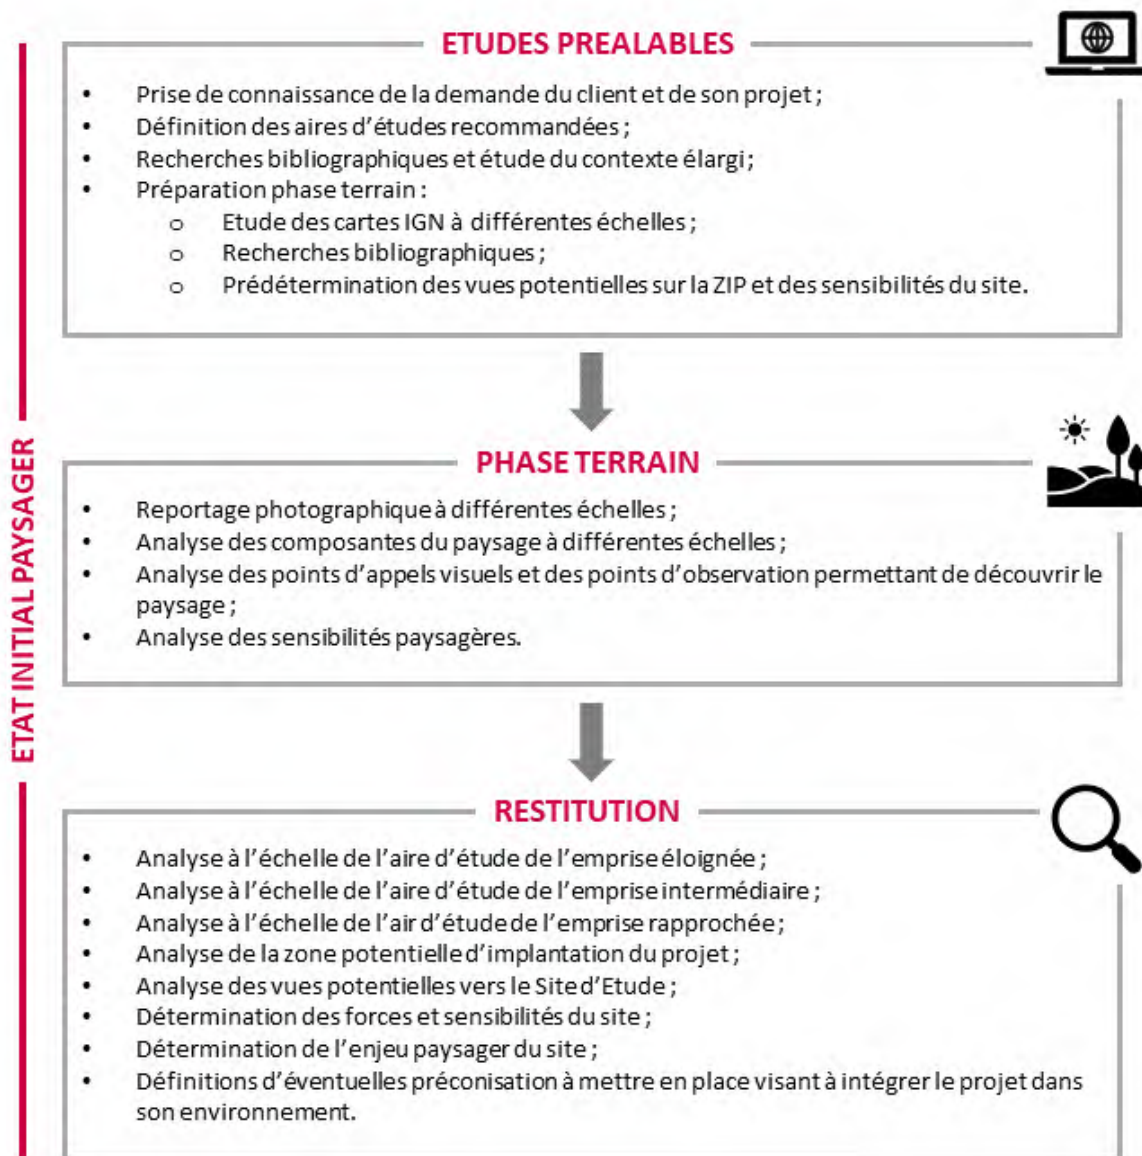 ETUDES PREALABLES
• Prise de connaissance de la demande du client et de son projet ;
• Définition des aires d'études recommandées ;
• Recherches bibliographiques et étude du contexte élargi ;
• Préparation phase terrain :
o Etude des cartes IGN à différentes échelles ;
o Recherches bibliographiques ;
o Prédétermination des vues potentielles sur la ZIP et des sensibilités du site.
ETAT INITIAL PAYSAGER
PHASE TERRAIN
• Reportage photographique à différentes échelles ;
• Analyse des composantes du paysage à différentes échelles ;
• Analyse des points d'appels visuels et des points d'observation permettant de découvrir le
paysage ;
• Analyse des sensibilités paysagères.
RESTITUTION
• Analyse à l'échelle de l'aire d'étude de l'emprise éloignée ;
• Analyse à l'échelle de l'aire d'étude de l'emprise intermédiaire ;
• Analyse à l'échelle de l'air d'étude de l'emprise rapprochée ;
• Analyse de la zone potentielle d'implantation du projet ;
• Analyse des vues potentielles vers le Site d'Etude ;
• Détermination des forces et sensibilités du site ;
• Détermination de l'enjeu paysager du site ;
• Définitions d'éventuelles préconisation à mettre en place visant à intégrer le projet dans
son environnement.